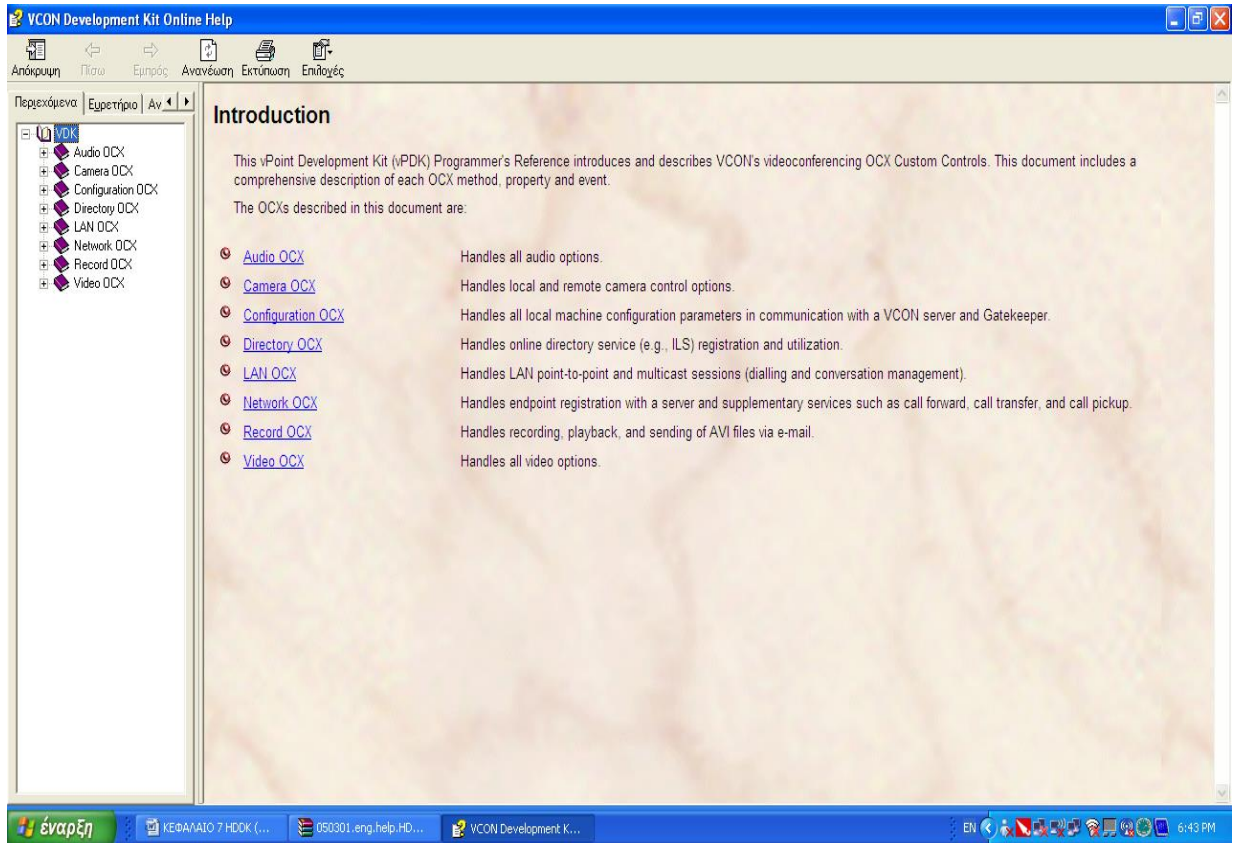 VCON Development Kit Online Help
Απόκρυψη Πίσω Εμπρός Ανανέωση Εκτύπωση Επιλογές
Περιεχόμενα Ευρετήριο Αν
VDK
Audio OCX
Camera OCX
Configuration OCX
Directory OCX
LAN OCX
Network OCX
Record OCX
Video OCX
Introduction
This vPoint Development Kit (vPDK) Programmer's Reference introduces and describes VCON's videoconferencing OCX Custom Controls. This document includes a
comprehensive description of each OCX method, property and event.
The OCXs described in this document are:
Audio OCX Handles all audio options.
Camera OCX Handles local and remote camera control options.
Configuration OCX Handles all local machine configuration parameters in communication with a VCON server and Gatekeeper.
Directory OCX Handles online directory service (e.g., ILS) registration and utilization.
LAN OCX Handles LAN point-to-point and multicast sessions (dialling and conversation management).
Network OCX Handles endpoint registration with a server and supplementary services such as call forward, call transfer, and call pickup.
Record OCX Handles recording, playback, and sending of AVI files via e-mail.
Video OCX Handles all video options.
έναρξη ΚΕΦΑΛΑΙΟ 7 HDDK (... 050301.eng.help.HD... VCON Development K... EN 6:43 PM